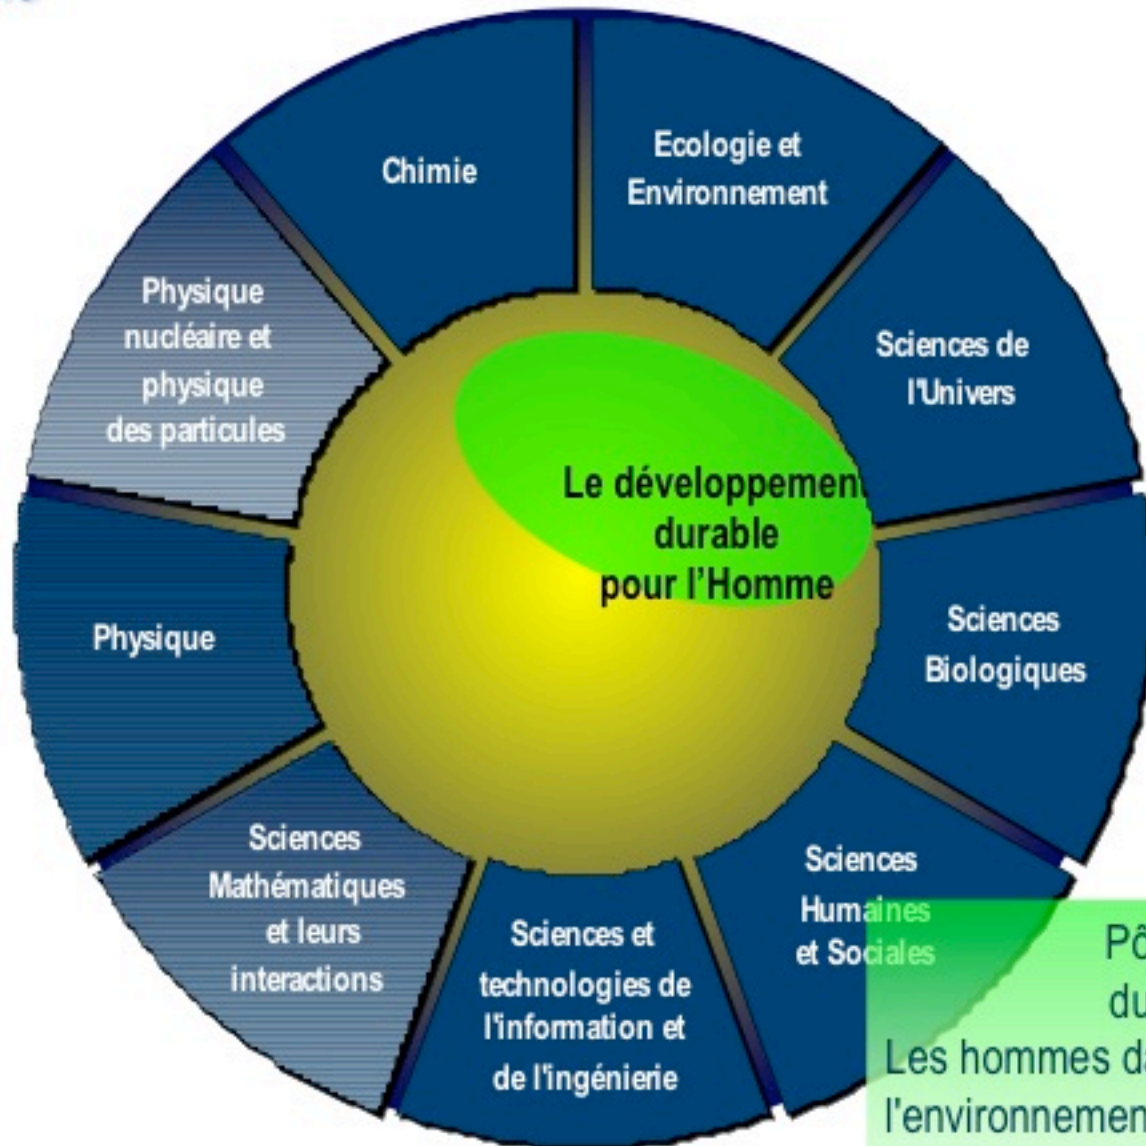 Chimie
Ecologie et
Environnement
Sciences de
l'Univers
Sciences
Biologiques
Sciences
Humaines
et Sociales
Sciences et
technologies de
l'information et
de l'ingénierie
Sciences
Mathématiques
et leurs
interactions
Physique
Physique
nucléaire et
physique
des particules
Le développement
durable
pour l'Homme
Les hommes